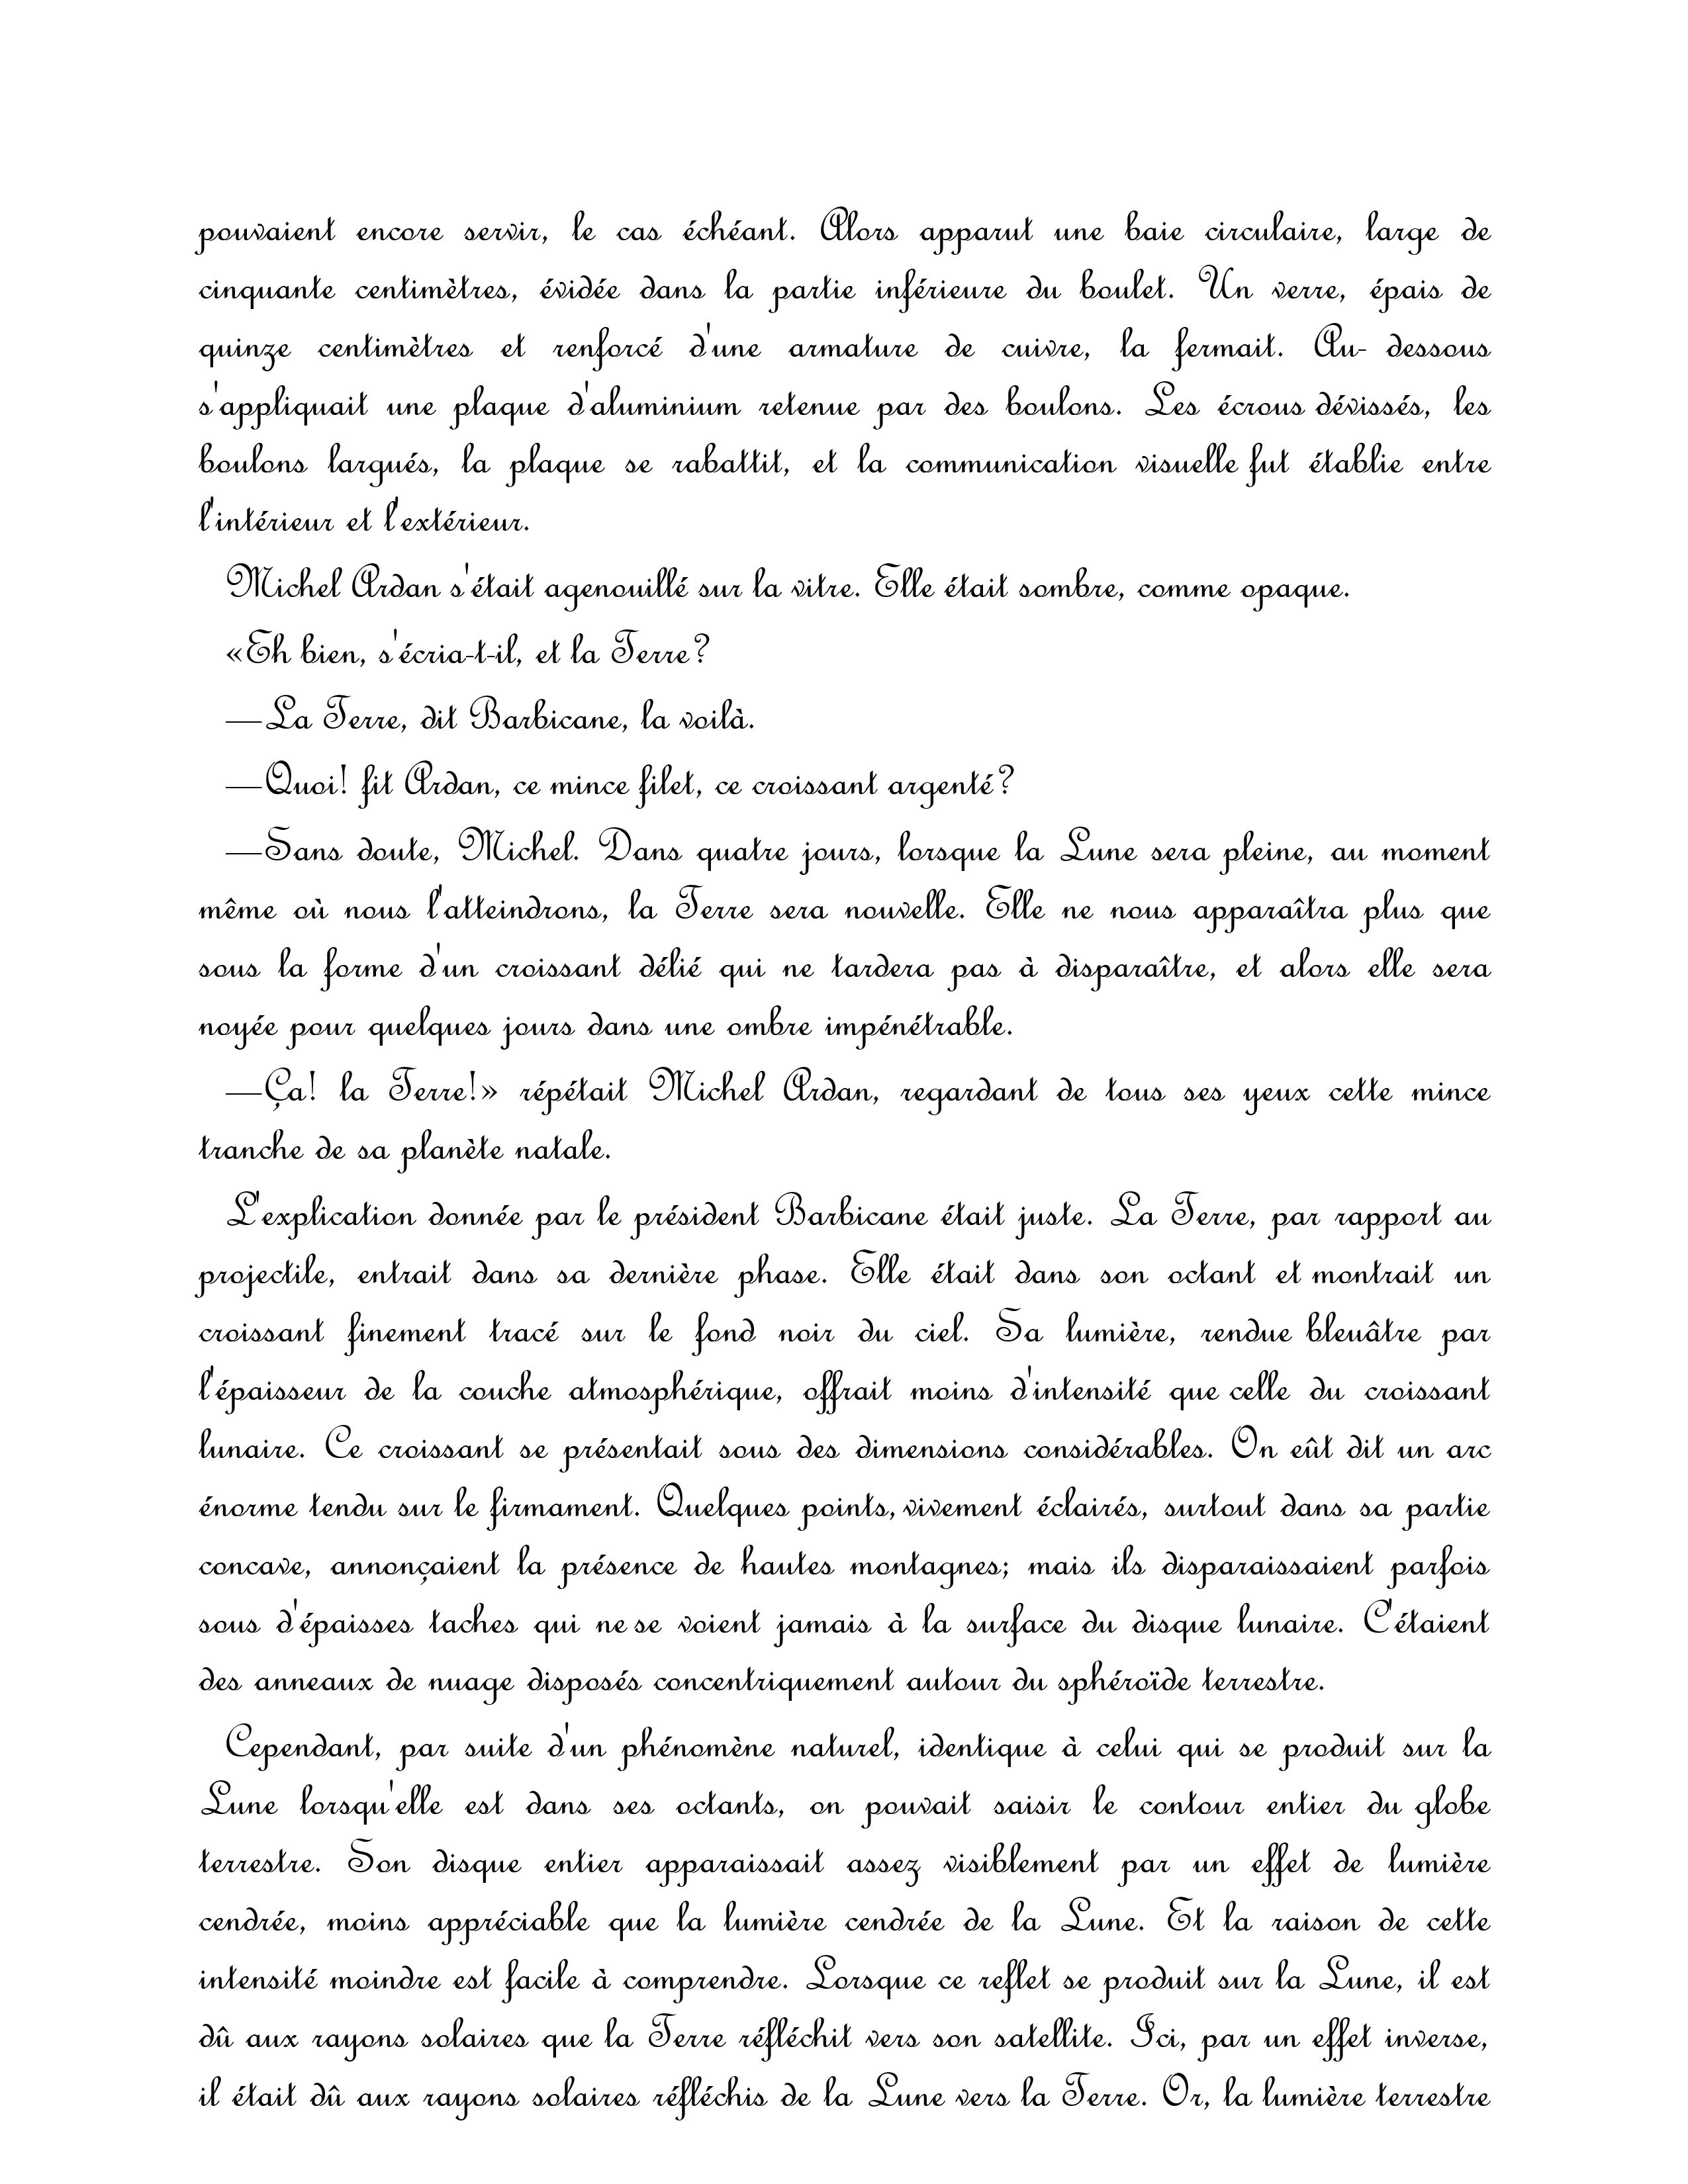 pouvaient encore servir, le cas échéant. Alors apparut une baie circulaire, large de
cinquante centimètres, évidée dans la partie inférieure du boulet. Un verre, épais de
quinze centimètres et renforcé d'une armature de cuivre, la fermait. Au- dessous
s'appliquait une plaque d'aluminium retenue par des boulons. Les écrous dévissés, les
boulons largués, la plaque se rabattit, et la communication visuelle fut établie entre
l'intérieur et l'extérieur.
Michel Ardan s'était agenouillé sur la vitre. Elle était sombre, comme opaque.
«Eh bien, s'écria-t-il, et la Terre?
—La Terre, dit Barbicane, la voilà.
—Quoi! fit Ardan, ce mince filet, ce croissant argenté?
—Sans doute, Michel. Dans quatre jours, lorsque la Lune sera pleine, au moment
même où nous l'atteindrons, la Terre sera nouvelle. Elle ne nous apparaîtra plus que
sous la forme d'un croissant délié qui ne tardera pas à disparaître, et alors elle sera
noyée pour quelques jours dans une ombre impénétrable.
—Ça! la Terre!» répétait Michel Ardan, regardant de tous ses yeux cette mince
tranche de sa planète natale.
L'explication donnée par le président Barbicane était juste. La Terre, par rapport au
projectile, entrait dans sa dernière phase. Elle était dans son octant et montrait un
croissant finement tracé sur le fond noir du ciel. Sa lumière, rendue bleuâtre par
l'épaisseur de la couche atmosphérique, offrait moins d'intensité que celle du croissant
lunaire. Ce croissant se présentait sous des dimensions considérables. On eût dit un arc
énorme tendu sur le firmament. Quelques points, vivement éclairés, surtout dans sa partie
concave, annonçaient la présence de hautes montagnes; mais ils disparaissaient parfois
sous d'épaisses taches qui ne se voient jamais à la surface du disque lunaire. C'étaient
des anneaux de nuage disposés concentriquement autour du sphéroïde terrestre.
Cependant, par suite d'un phénomène naturel, identique à celui qui se produit sur la
Lune lorsqu'elle est dans ses octants, on pouvait saisir le contour entier du globe
terrestre. Son disque entier apparaissait assez visiblement par un effet de lumière
cendrée, moins appréciable que la lumière cendrée de la Lune. Et la raison de cette
intensité moindre est facile à comprendre. Lorsque ce reflet se produit sur la Lune, il est
dû aux rayons solaires que la Terre réfléchit vers son satellite. Ici, par un effet inverse,
il était dû aux rayons solaires réfléchis de la Lune vers la Terre. Or, la lumière terrestre